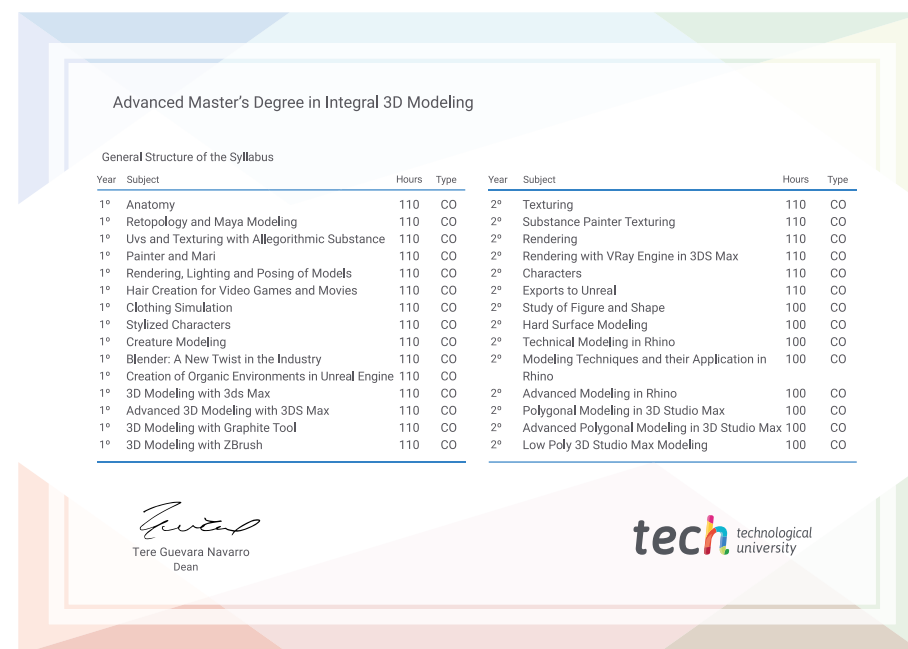 Advanced Master's Degree in Integral 3D Modeling
General Structure of the Syllabus
Year Subject Hours Type
1º Anatomy 110 CO
1º Retopology and Maya Modeling 110 CO
1º Uvs and Texturing with Allegorithmic Substance 110 CO
1º Painter and Mari 110 CO
1º Rendering, Lighting and Posing of Models 110 CO
1º Hair Creation for Video Games and Movies 110 CO
1º Clothing Simulation 110 CO
1º Stylized Characters 110 CO
1º Creature Modeling 110 CO
1º Blender: A New Twist in the Industry 110 CO
1º Creation of Organic Environments in Unreal Engine 110 CO
1º 3D Modeling with 3ds Max 110 CO
1º Advanced 3D Modeling with 3DS Max 110 CO
1º 3D Modeling with Graphite Tool 110 CO
1º 3D Modeling with ZBrush 110 CO
Year Subject Hours Type
2º Texturing 110 CO
2º Substance Painter Texturing 110 CO
2º Rendering 110 CO
2º Rendering with VRay Engine in 3DS Max 110 CO
2º Characters 110 CO
2º Exports to Unreal 110 CO
2º Study of Figure and Shape 100 CO
2º Hard Surface Modeling 100 CO
2º Technical Modeling in Rhino 100 CO
2º Modeling Techniques and their Application in 100 CO
Rhino
2º Advanced Modeling in Rhino 100 CO
2º Polygonal Modeling in 3D Studio Max 100 CO
2º Advanced Polygonal Modeling in 3D Studio Max 100 CO
2º Low Poly 3D Studio Max Modeling 100 CO
Tere Guevara Navarro
Dean
tech technological
university